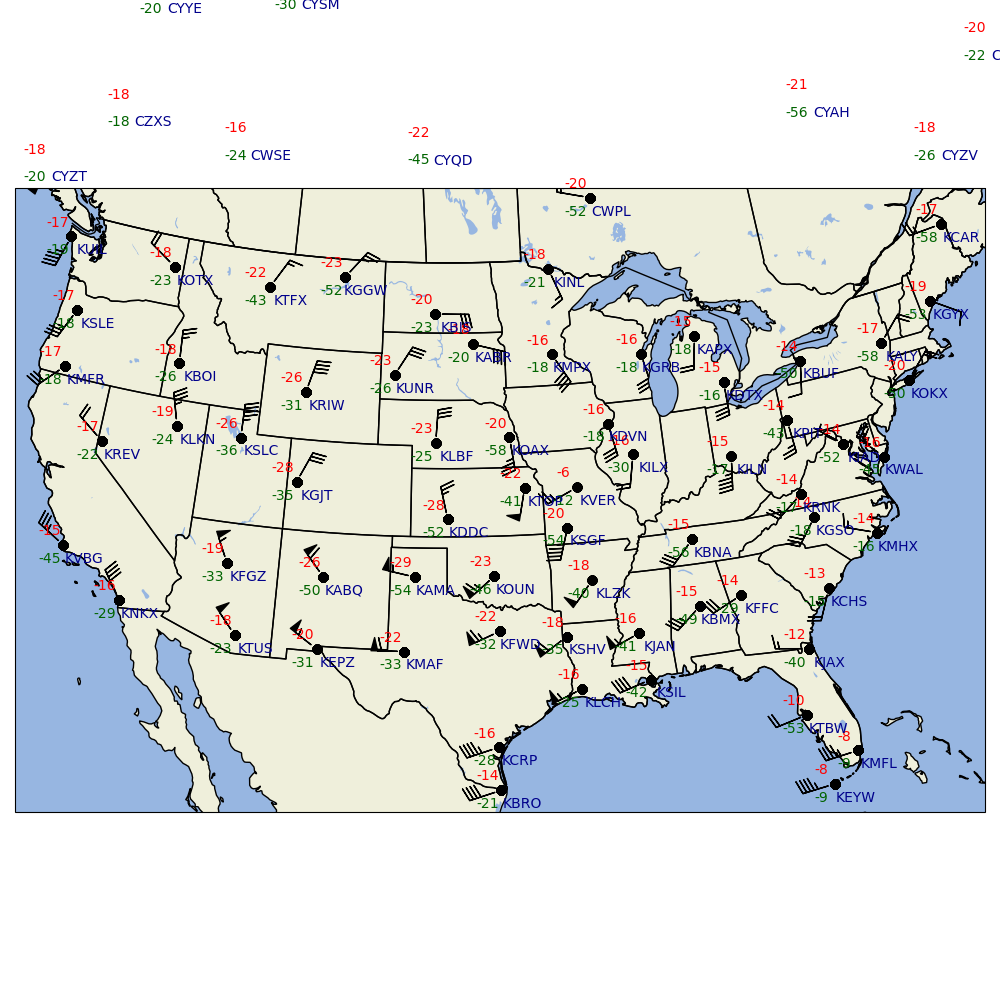 -20 CYYE
-30 CYSM
-20
-22 C
-21
-56 CYAH
-18
-18 CZXS
-16
-24 CWSE
-22
-45 CYQD
-18
-26 CYZV
-18
-20 CYZT
-20
-52 CWPL
-17
-19
-17
-58 KCAR
-18
-23 KOTX
-22
-43 KTFX
-23
-52 KGGW
-18
-21 KINL
-19
-53 KGYX
-17
-18 KSLE
-20
-23 KBIS
-20 KABR
-15
-18 KAPX
-17
-58 KALY
-17
-18 KMFR
-18
-26 KBOI
-26
-31 KRIW
-23
-26 KUNR
-16
-18 KMPX
-16
-18 KGRB
-15
-16 KDTX
-14
-50 KBUF
-20
-30 KOKX
-17
-22 KREV
-19
-24 KLKN
-26
-36 KSLC
-23
-25 KLBF
-20
-58 KOAX
-16
-18 KDVN
-16
-30 ILX
-15
-17 KILN
-14
-43 KPIT
-14
-52 KIAD
-16
KWAL
-28
-35 KGJT
-28
-52 KDDC
-22
-41 KTOP
-6
-22 KVER
-20
-54 KSGF
-14
-17 KRNK
-18 KGSO
-14
-16 KMHX
-15
-45 KVBG
-16
-29 KNKX
-19
-33 KFGZ
-26
-50 KABQ
-29
-54 KAMA
-23
-46 KOUN
-18
-40 KLZK
-15
-56 KBNA
-15
-49 KBMX
-14
-29 KFFC
-13
-15 KCHS
-18
-23 KTUS
-20
-31 KEPZ
-22
-33 KMAF
-22
-32 KFWD
-18
-35 KSHV
-16
-41 KJAN
-12
-40 KJAX
-16
-25 KLCH
-15
-42 KSIL
-10
-53 KTBW
-8
-9 KMFL
-16
-28 KCRP
-14
-21 KBRO
-8
-9 KEYW